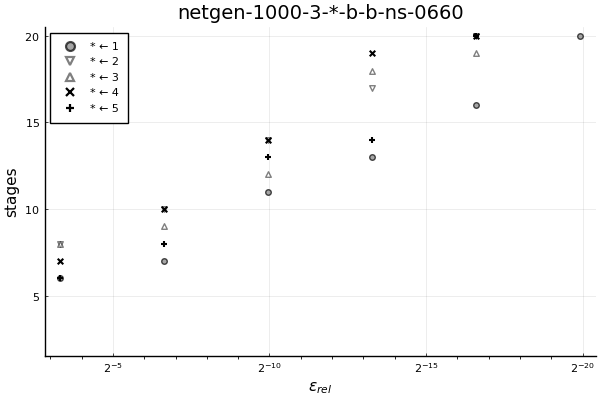 netgen-1000-3-*-b-b-ns-0660
20
15
10
5
stages
* ← 1
* ← 2
* ← 3
* ← 4
* ← 5
2⁻⁵
2⁻¹⁰
2⁻¹⁵
2⁻²⁰
ε_rel